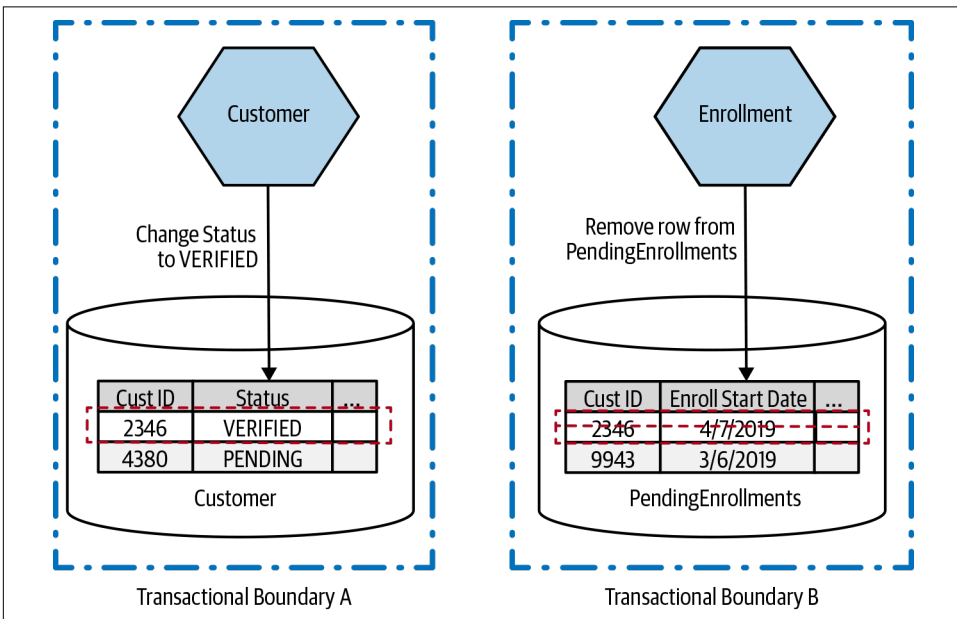 Customer
Change Status
to VERIFIED
Cust ID Status ...
2346 VERIFIED
4380 PENDING
Customer
Transactional Boundary A
Enrollment
Remove row from
PendingEnrollments
Cust ID Enroll Start Date ...
2346 4/7/2019
9943 3/6/2019
PendingEnrollments
Transactional Boundary B